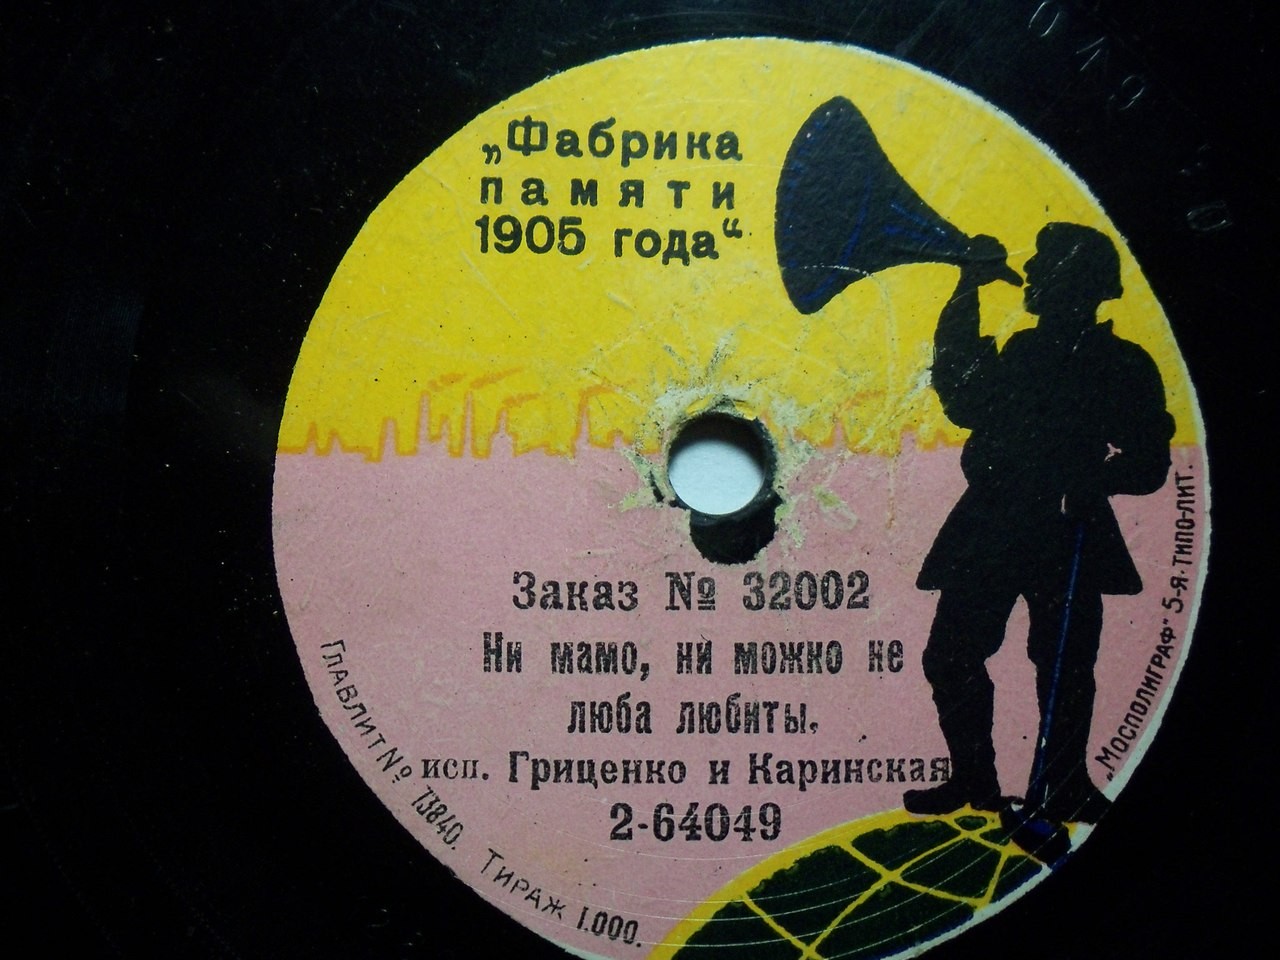 „Фабрика
памяти
1905 года“
Заказ № 32002
Ни мамо, ни можно не
люба любиты.
исп. Гриценко и Каринская
2-64049
Главлит № 73840. Тираж 1.000.
„Мосполиграф“ 5-я типо-лит.